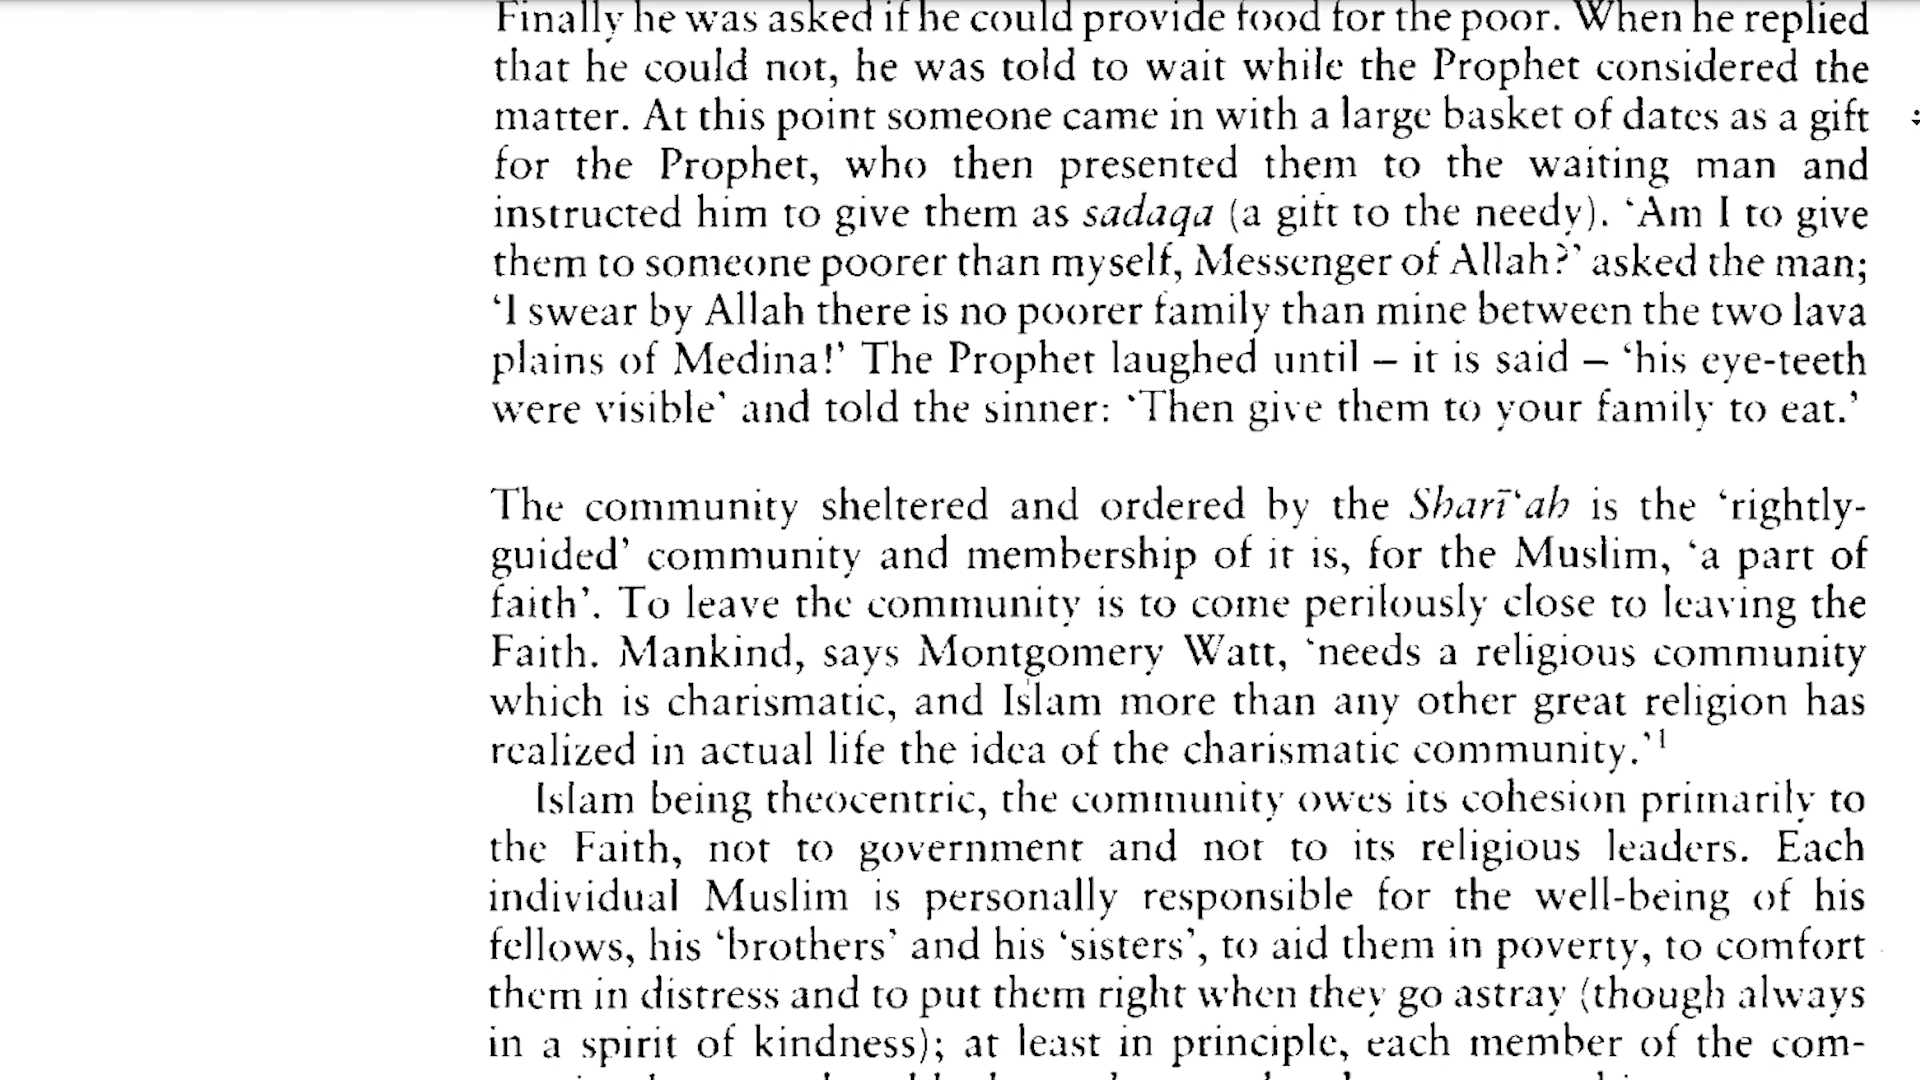 Finally he was asked if he could provide food for the poor. When he replied
that he could not, he was told to wait while the Prophet considered the
matter. At this point someone came in with a large basket of dates as a gift
for the Prophet, who then presented them to the waiting man and
instructed him to give them as sadaqa (a gift to the needy). ‘Am I to give
them to someone poorer than myself, Messenger of Allah?’ asked the man;
‘I swear by Allah there is no poorer family than mine between the two lava
plains of Medina!’ The Prophet laughed until – it is said – ‘his eye-teeth
were visible’ and told the sinner: ‘Then give them to your family to eat.’
The community sheltered and ordered by the Sharī‘ah is the ‘rightly-
guided’ community and membership of it is, for the Muslim, ‘a part of
faith’. To leave the community is to come perilously close to leaving the
Faith. Mankind, says Montgomery Watt, ‘needs a religious community
which is charismatic, and Islam more than any other great religion has
realized in actual life the idea of the charismatic community.’1
Islam being theocentric, the community owes its cohesion primarily to
the Faith, not to government and not to its religious leaders. Each
individual Muslim is personally responsible for the well-being of his
fellows, his ‘brothers’ and his ‘sisters’, to aid them in poverty, to comfort
them in distress and to put them right when they go astray (though always
in a spirit of kindness); at least in principle, each member of the com-